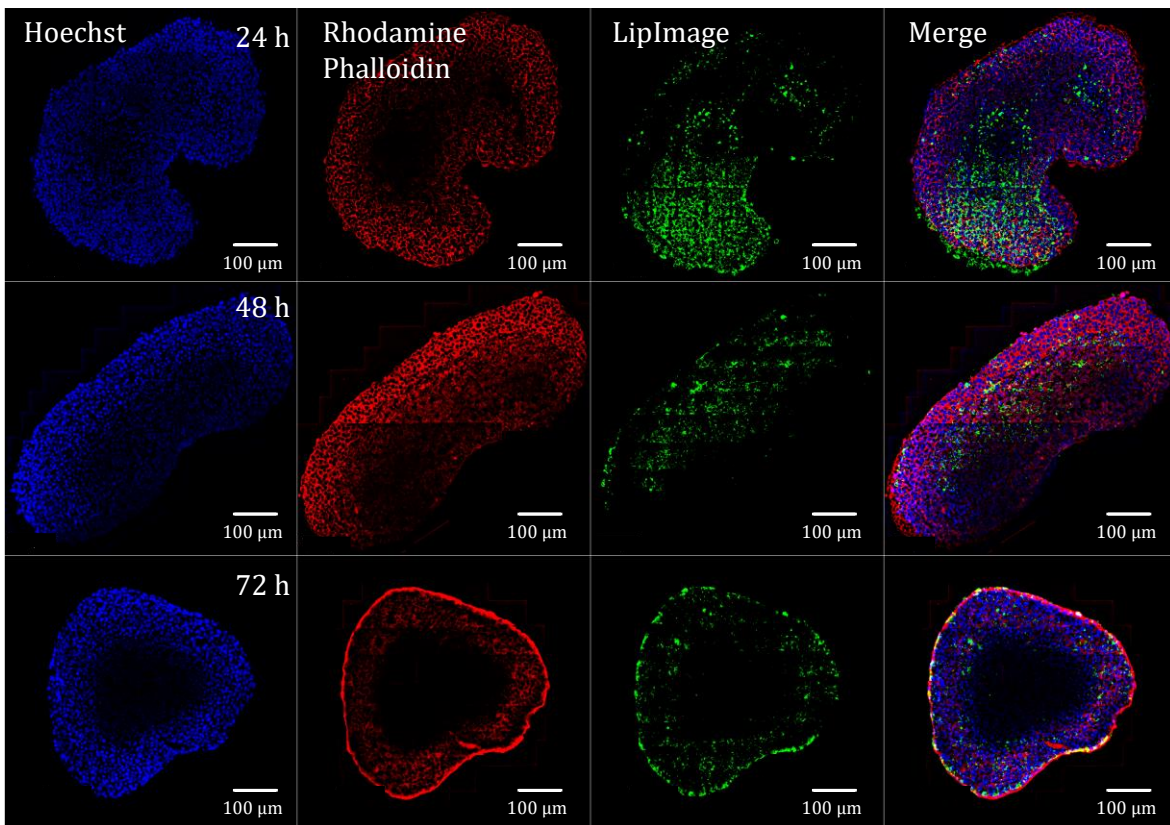 Hoechst
24 h
Rhodamine
Phalloidin
LipImage
Merge
100 µm
100 µm
100 µm
100 µm
48 h
100 µm
100 µm
100 µm
100 µm
72 h
100 µm
100 µm
100 µm
100 µm